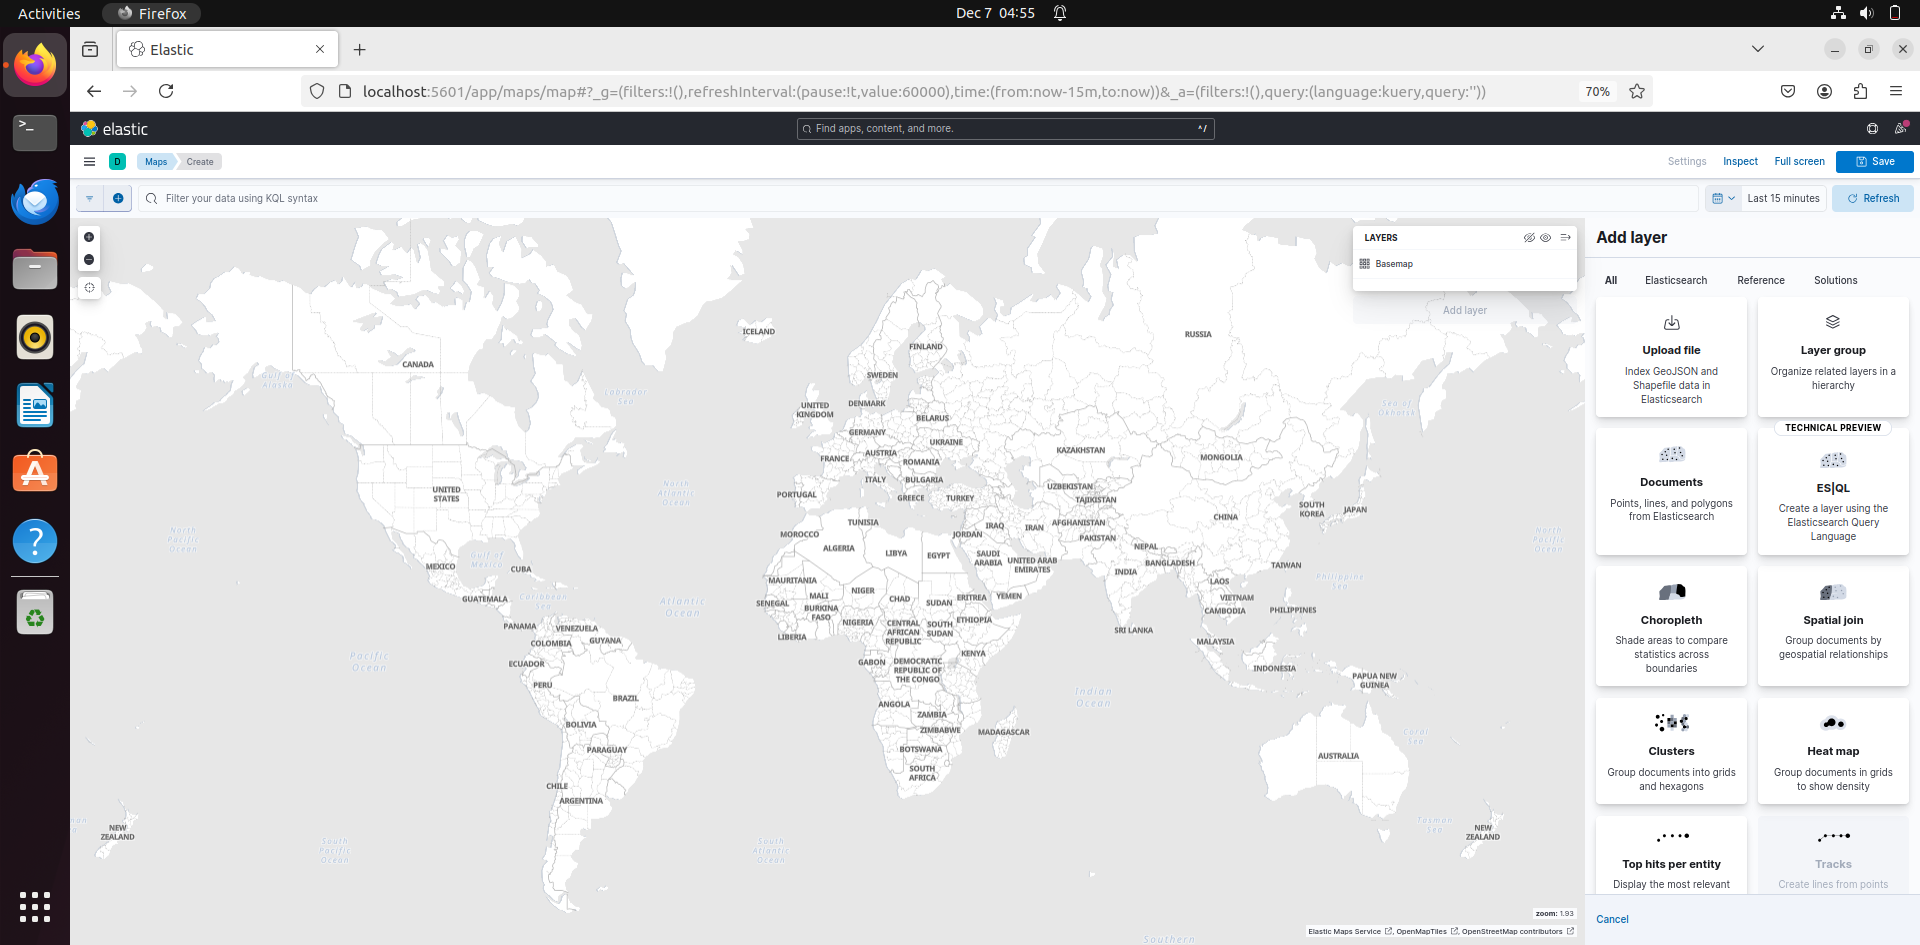 Activities
Firefox
Dec 7 04:55
Elastic
localhost:5601/app/maps/map#?_g=(filters:!(),refreshInterval:(pause:!t,value:60000),time:(from:now-15m,to:now))&_a=(filters:!(),query:(language:kuery,query:''))
70%
elastic
Find apps, content, and more.
^/
D
Maps
Create
Settings
Inspect
Full screen
Save
Filter your data using KQL syntax
Last 15 minutes
Refresh
LAYERS
Basemap
Add layer
Add layer
All
Elasticsearch
Reference
Solutions
Upload file
Index GeoJSON and
Shapefile data in
Elasticsearch
Layer group
Organize related layers in a
hierarchy
Documents
Points, lines, and polygons
from Elasticsearch
TECHNICAL PREVIEW
ES|QL
Create a layer using the
Elasticsearch Query
Language
Choropleth
Shade areas to compare
statistics across
boundaries
Spatial join
Group documents by
geospatial relationships
Clusters
Group documents into grids
and hexagons
Heat map
Group documents in grids
to show density
Top hits per entity
Display the most relevant
Tracks
Create lines from points
Cancel
ICELAND
RUSSIA
FINLAND
CANADA
SWEDEN
Gulf of
Alaska
Labrador
Sea
Sea of
Okhotsk
UNITED
KINGDOM
DENMARK
BELARUS
GERMANY
UKRAINE
KAZAKHSTAN
MONGOLIA
FRANCE
AUSTRIA
ROMANIA
ITALY
BULGARIA
UNITED
STATES
North
Atlantic
Ocean
PORTUGAL
GREECE
TURKEY
UZBEKISTAN
TAJIKISTAN
SOUTH
KOREA
JAPAN
CHINA
TUNISIA
MOROCCO
IRAQ
IRAN
AFGHANISTAN
JORDAN
PAKISTAN
North
Pacific
Ocean
North
Pacific
Ocean
ALGERIA
LIBYA
EGYPT
SAUDI
ARABIA
UNITED ARAB
EMIRATES
NEPAL
BANGLADESH
INDIA
TAIWAN
Gulf of
Mexico
MEXICO
CUBA
MAURITANIA
LAOS
Philippine
Sea
MALI
NIGER
CHAD
SUDAN
ERITREA
YEMEN
VIETNAM
GUATEMALA
Caribbean
Sea
Atlantic
Ocean
SENEGAL
BURKINA
FASO
CAMBODIA
PHILIPPINES
NIGERIA
CENTRAL
AFRICAN
REPUBLIC
SOUTH
SUDAN
ETHIOPIA
PANAMA
VENEZUELA
LIBERIA
SRI LANKA
COLOMBIA
GUYANA
MALAYSIA
Pacific
Ocean
ECUADOR
GABON
DEMOCRATIC
REPUBLIC OF
THE CONGO
KENYA
INDONESIA
PERU
BRAZIL
PAPUA NEW
GUINEA
Indian
Ocean
ANGOLA
ZAMBIA
BOLIVIA
ZIMBABWE
MADAGASCAR
Coral
Sea
PARAGUAY
BOTSWANA
AUSTRALIA
SOUTH
AFRICA
CHILE
ARGENTINA
NEW
ZEALAND
Tasman
Sea
NEW
ZEALAND
South
Pacific
Ocean
South
Atlantic
Ocean
zoom: 1.93
Elastic Maps Service , OpenMapTiles , OpenStreetMap contributors
Southern